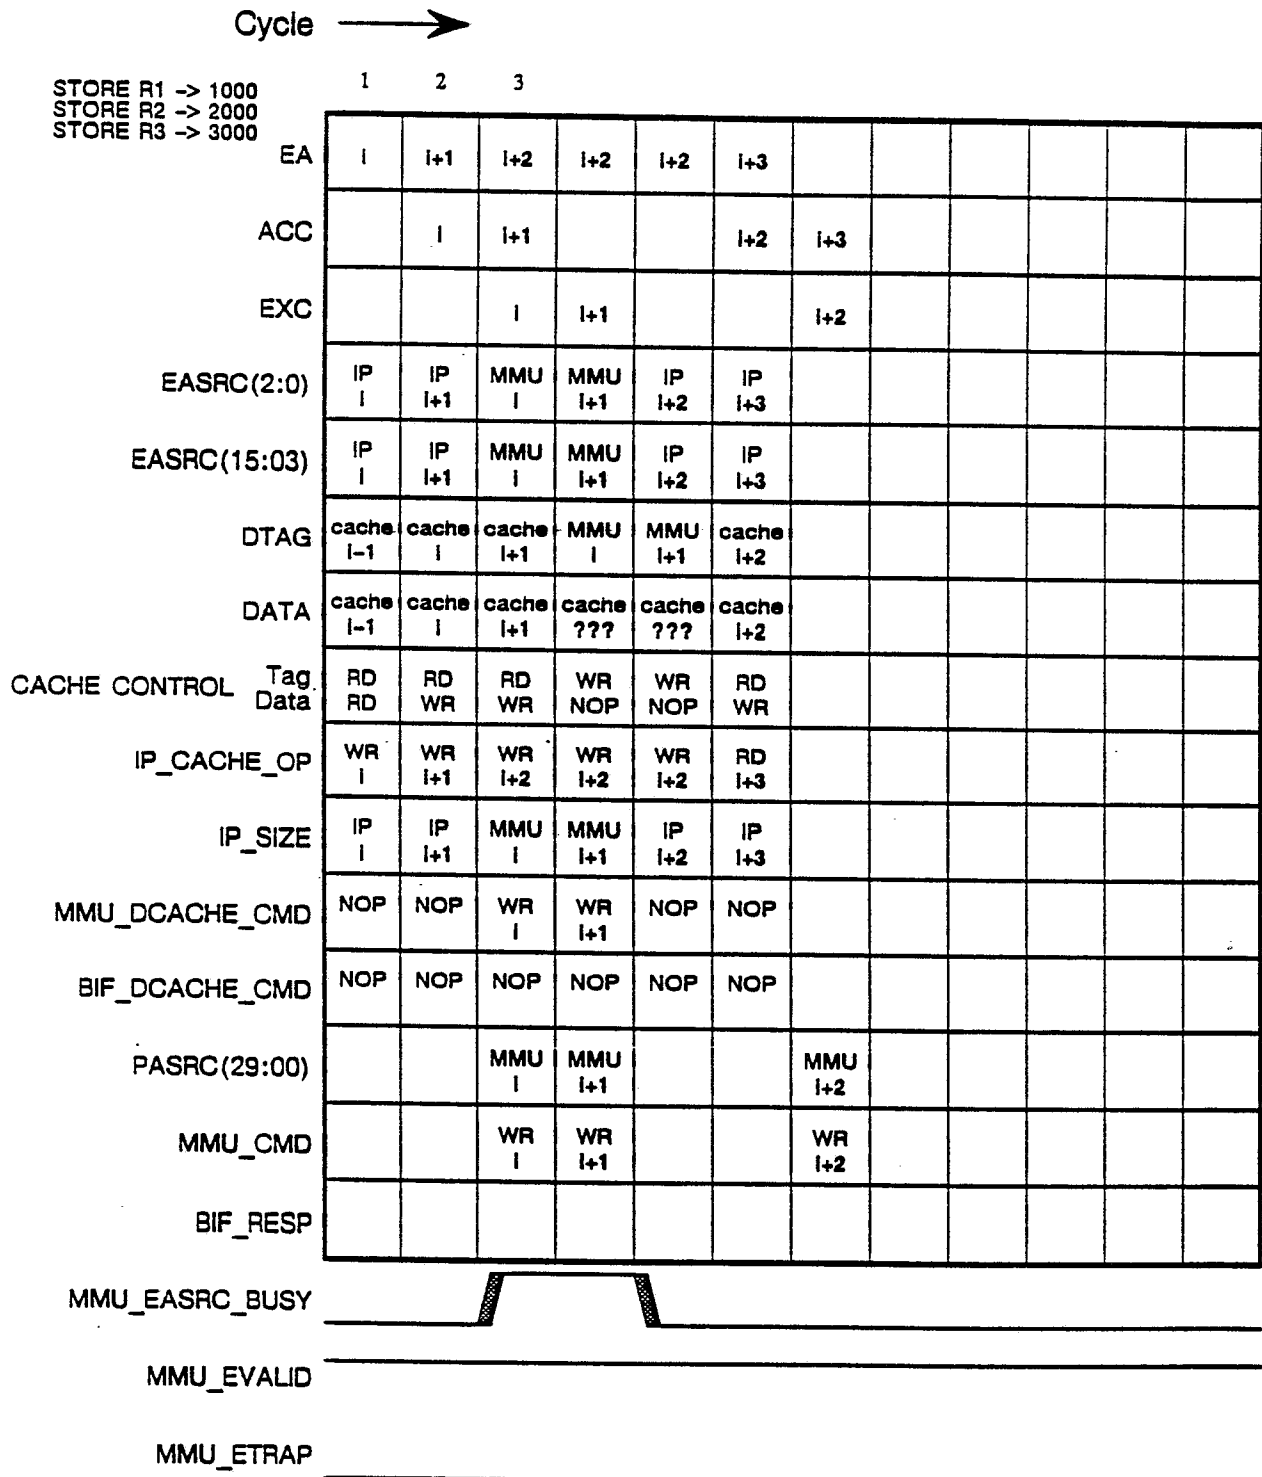 Cycle
1 2 3
STORE R1 -> 1000
STORE R2 -> 2000
STORE R3 -> 3000
EA i i+1 i+2 i+2 i+2 i+3
ACC i i+1 i+2 i+3
EXC i i+1 i+2
EASRC(2:0) IP IP MMU MMU IP IP
i i+1 i i+1 i+2 i+3
EASRC(15:03) IP IP MMU MMU IP IP
i i+1 i i+1 i+2 i+3
DTAG cache cache cache MMU MMU cache
i-1 i i+1 i i+1 i+2
DATA cache cache cache cache cache cache
i-1 i i+1 ??? ??? i+2
CACHE CONTROL Tag RD RD RD WR WR RD
Data RD WR WR NOP NOP WR
IP_CACHE_OP WR WR WR WR WR RD
i i+1 i+2 i+2 i+2 i+3
IP_SIZE IP IP MMU MMU IP IP
i i+1 i i+1 i+2 i+3
MMU_DCACHE_CMD NOP NOP WR WR NOP NOP
i i+1
BIF_DCACHE_CMD NOP NOP NOP NOP NOP NOP
PASRC(29:00) MMU MMU MMU
i i+1 i+2
MMU_CMD WR WR WR
i i+1 i+2
BIF_RESP
MMU_EASRC_BUSY
MMU_EVALID
MMU_ETRAP